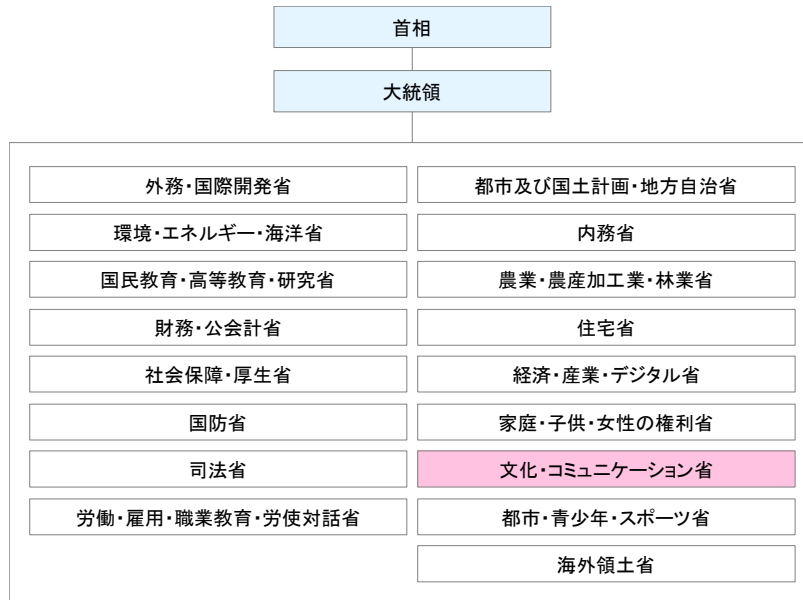 首相
大統領
外務・国際開発省
環境・エネルギー・海洋省
国民教育・高等教育・研究省
財務・公会計省
社会保障・厚生省
国防省
司法省
労働・雇用・職業教育・労使対話省
都市及び国土計画・地方自治省
内務省
農業・農産加工業・林業省
住宅省
経済・産業・デジタル省
家庭・子供・女性の権利省
文化・コミュニケーション省
都市・青少年・スポーツ省
海外領土省